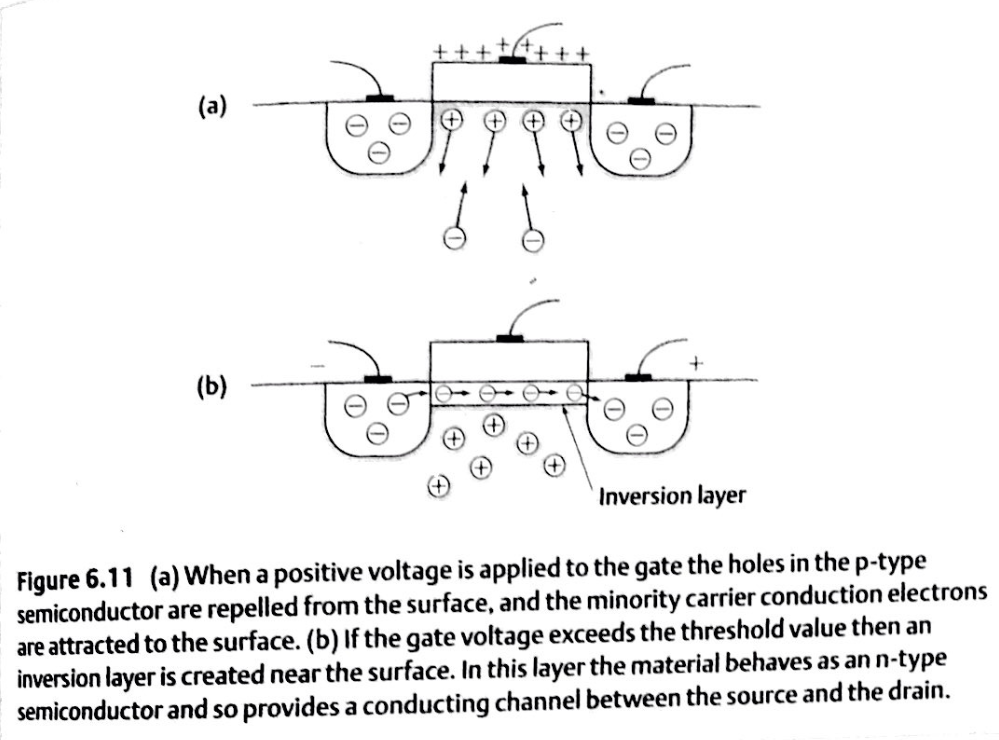 + + + + + + + +
(a)
− − + + + + − −
− −
− −
− +
(b)
− − − − − − − −
− + + + −
+ + +
Inversion layer
Figure 6.11 (a) When a positive voltage is applied to the gate the holes in the p-type
semiconductor are repelled from the surface, and the minority carrier conduction electrons
are attracted to the surface. (b) If the gate voltage exceeds the threshold value then an
inversion layer is created near the surface. In this layer the material behaves as an n-type
semiconductor and so provides a conducting channel between the source and the drain.